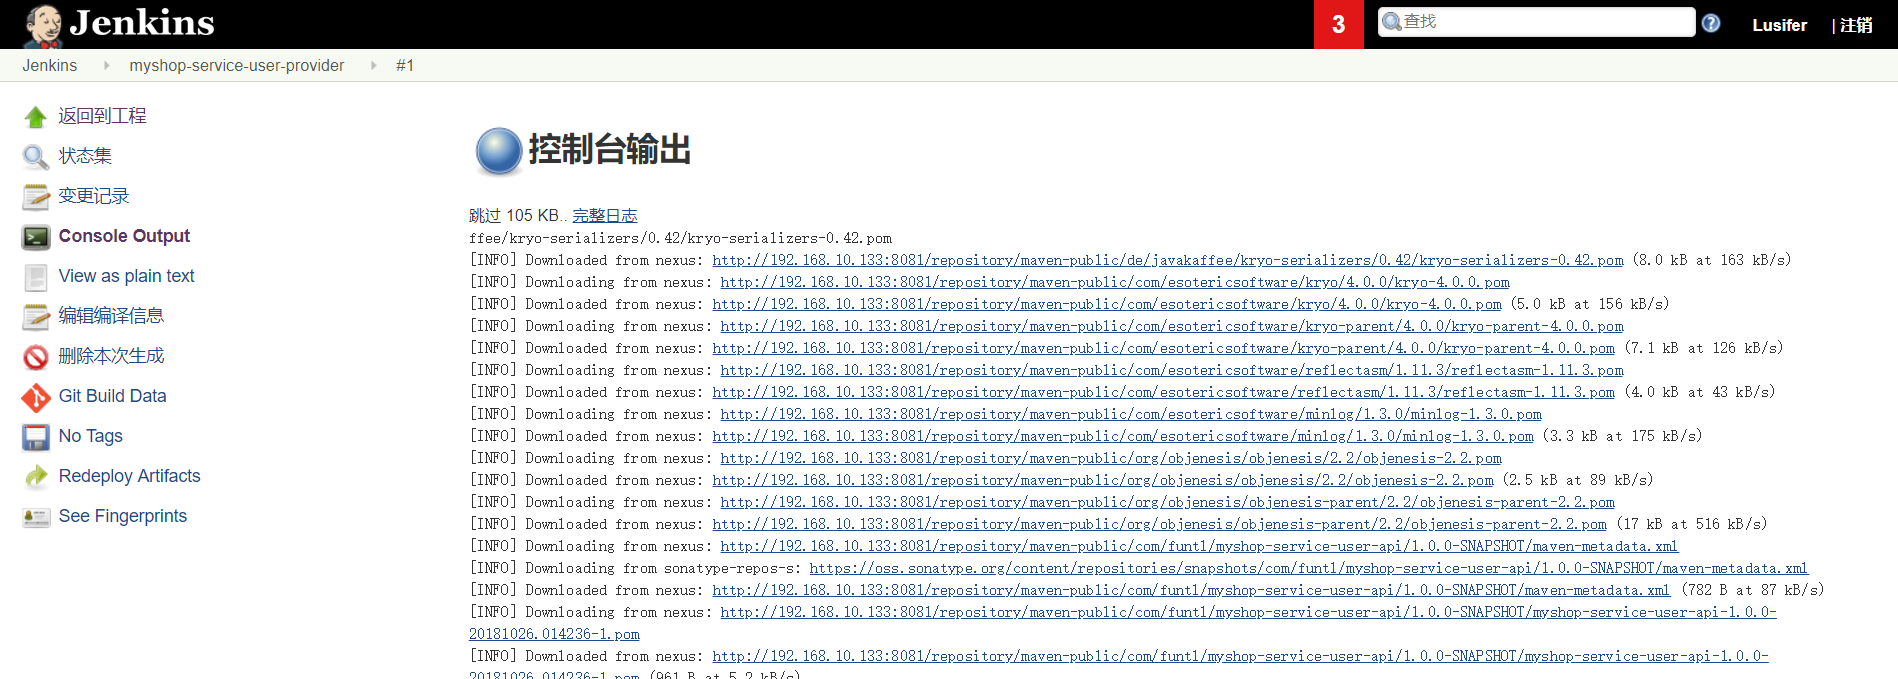 Jenkins
3
查找
Lusifer
| 注销
Jenkins
myshop-service-user-provider
#1
返回到工程
状态集
变更记录
Console Output
View as plain text
编辑编译信息
删除本次生成
Git Build Data
No Tags
Redeploy Artifacts
See Fingerprints
控制台输出
跳过 105 KB.. 完整日志
ffee/kryo-serializers/0.42/kryo-serializers-0.42.pom
[INFO] Downloaded from nexus: http://192.168.10.133:8081/repository/maven-public/de/javakaffee/kryo-serializers/0.42/kryo-serializers-0.42.pom (8.0 kB at 163 kB/s)
[INFO] Downloading from nexus: http://192.168.10.133:8081/repository/maven-public/com/esotericsoftware/kryo/4.0.0/kryo-4.0.0.pom
[INFO] Downloaded from nexus: http://192.168.10.133:8081/repository/maven-public/com/esotericsoftware/kryo/4.0.0/kryo-4.0.0.pom (5.0 kB at 156 kB/s)
[INFO] Downloading from nexus: http://192.168.10.133:8081/repository/maven-public/com/esotericsoftware/kryo-parent/4.0.0/kryo-parent-4.0.0.pom
[INFO] Downloaded from nexus: http://192.168.10.133:8081/repository/maven-public/com/esotericsoftware/kryo-parent/4.0.0/kryo-parent-4.0.0.pom (7.1 kB at 126 kB/s)
[INFO] Downloading from nexus: http://192.168.10.133:8081/repository/maven-public/com/esotericsoftware/reflectasm/1.11.3/reflectasm-1.11.3.pom
[INFO] Downloaded from nexus: http://192.168.10.133:8081/repository/maven-public/com/esotericsoftware/reflectasm/1.11.3/reflectasm-1.11.3.pom (4.0 kB at 43 kB/s)
[INFO] Downloading from nexus: http://192.168.10.133:8081/repository/maven-public/com/esotericsoftware/minlog/1.3.0/minlog-1.3.0.pom
[INFO] Downloaded from nexus: http://192.168.10.133:8081/repository/maven-public/com/esotericsoftware/minlog/1.3.0/minlog-1.3.0.pom (3.3 kB at 175 kB/s)
[INFO] Downloading from nexus: http://192.168.10.133:8081/repository/maven-public/org/objenesis/objenesis/2.2/objenesis-2.2.pom
[INFO] Downloaded from nexus: http://192.168.10.133:8081/repository/maven-public/org/objenesis/objenesis/2.2/objenesis-2.2.pom (2.5 kB at 89 kB/s)
[INFO] Downloading from nexus: http://192.168.10.133:8081/repository/maven-public/org/objenesis/objenesis-parent/2.2/objenesis-parent-2.2.pom
[INFO] Downloaded from nexus: http://192.168.10.133:8081/repository/maven-public/org/objenesis/objenesis-parent/2.2/objenesis-parent-2.2.pom (17 kB at 516 kB/s)
[INFO] Downloading from nexus: http://192.168.10.133:8081/repository/maven-public/com/funtl/myshop-service-user-api/1.0.0-SNAPSHOT/maven-metadata.xml
[INFO] Downloading from sonatype-repos-s: https://oss.sonatype.org/content/repositories/snapshots/com/funtl/myshop-service-user-api/1.0.0-SNAPSHOT/maven-metadata.xml
[INFO] Downloaded from nexus: http://192.168.10.133:8081/repository/maven-public/com/funtl/myshop-service-user-api/1.0.0-SNAPSHOT/maven-metadata.xml (782 B at 87 kB/s)
[INFO] Downloading from nexus: http://192.168.10.133:8081/repository/maven-public/com/funtl/myshop-service-user-api/1.0.0-SNAPSHOT/myshop-service-user-api-1.0.0-
20181026.014236-1.pom
[INFO] Downloaded from nexus: http://192.168.10.133:8081/repository/maven-public/com/funtl/myshop-service-user-api/1.0.0-SNAPSHOT/myshop-service-user-api-1.0.0-
20181026.014236-1.pom (961 B at 5.2 kB/s)